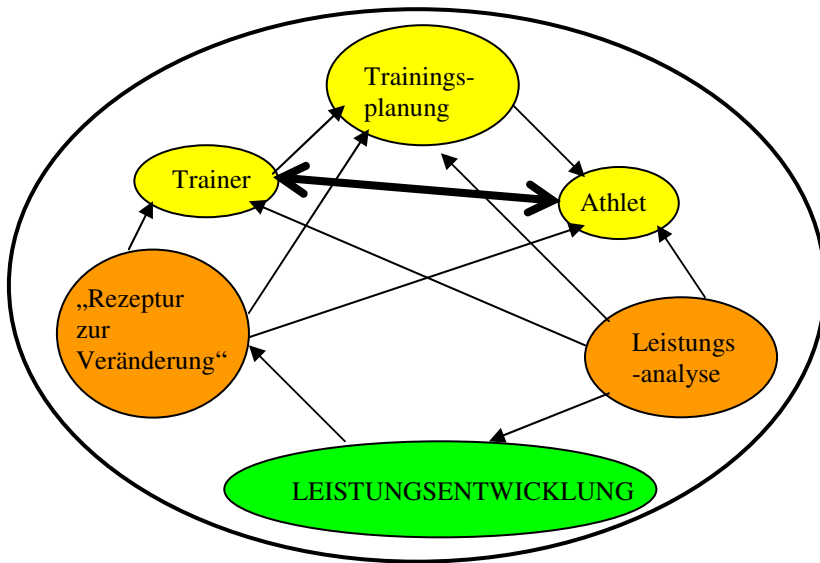 Trainings-
planung
Trainer
Athlet
„Rezeptur
zur
Veränderung“
Leistungs
-analyse
LEISTUNGSENTWICKLUNG